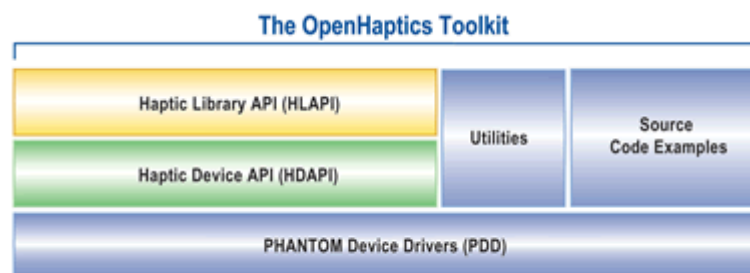 The OpenHaptics Toolkit
Haptic Library API (HLAPI)
Haptic Device API (HDAPI)
Utilities
Source
Code Examples
PHANTOM Device Drivers (PDD)